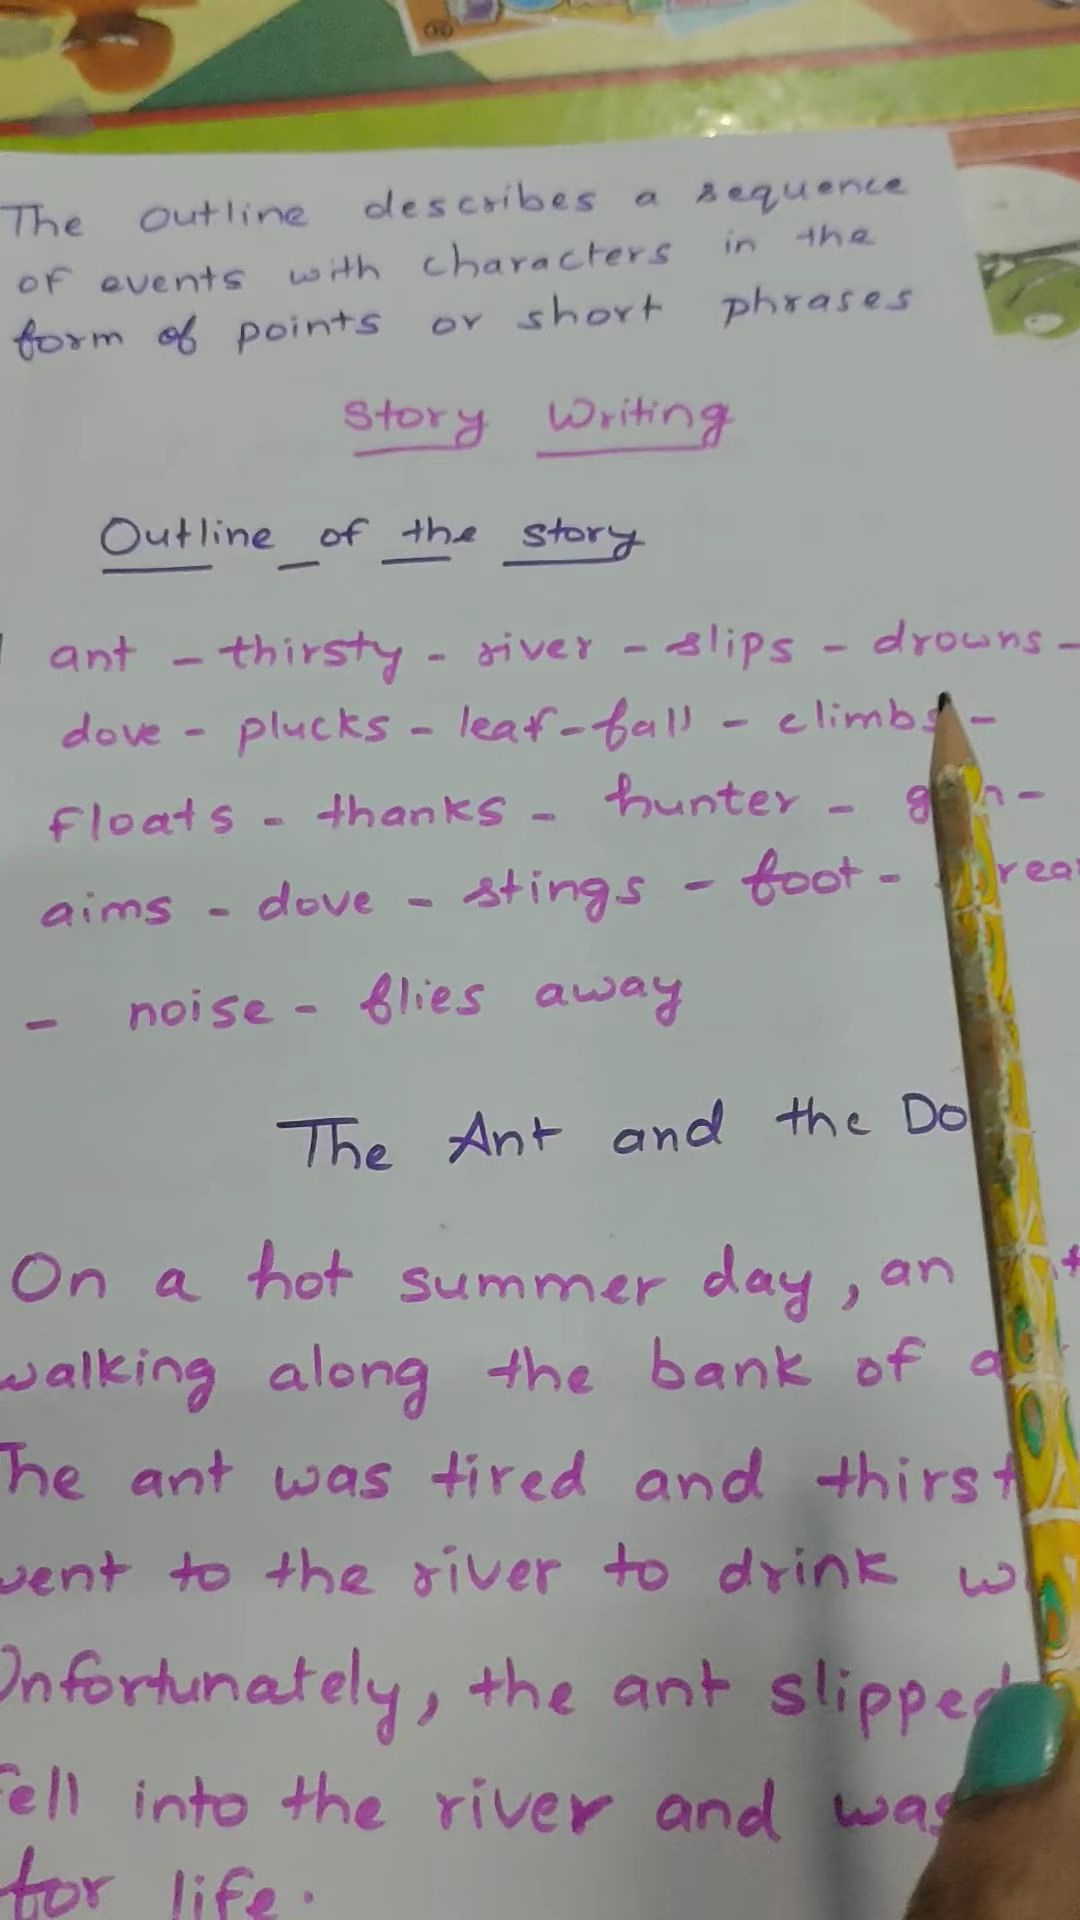 The outline describes a sequence
of events with characters in the
form of points or short phrases
Story Writing
Outline of the story
ant - thirsty - river - slips - drowns -
dove - plucks - leaf - fall - climbs -
floats - thanks - hunter -
aims - dove - stings - foot -
- noise - flies away
The Ant and the
On a hot summer day, an
walking along the bank of a
The ant was tired and
went to the river to drink
Unfortunately, the ant slipped
fell into the river and was
for life.